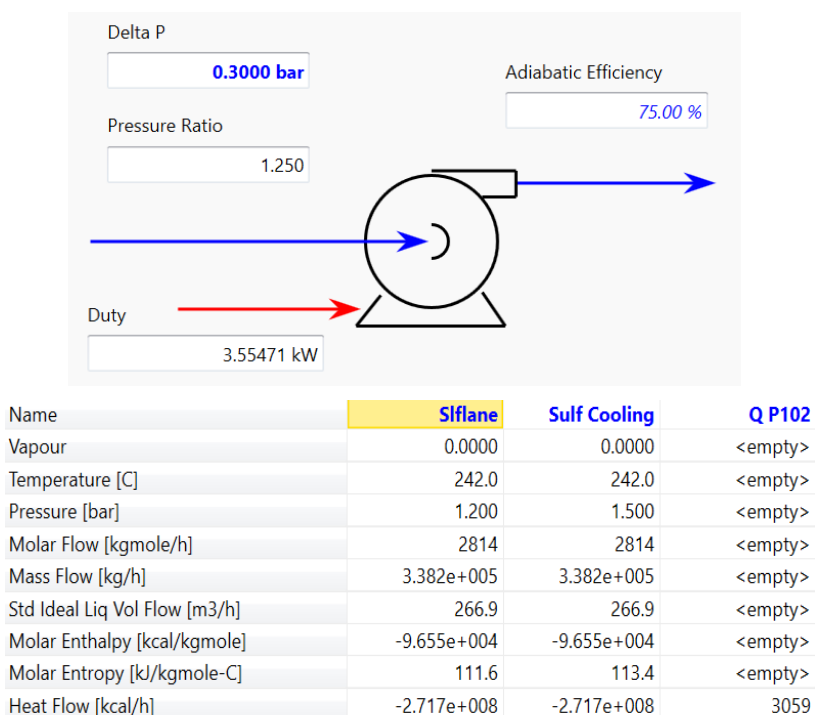 Delta P
0.3000 bar
Adiabatic Efficiency
75.00 %
Pressure Ratio
1.250
Duty
3.55471 kW
Name Slflane Sulf Cooling Q P102
Vapour 0.0000 0.0000 <empty>
Temperature [C] 242.0 242.0 <empty>
Pressure [bar] 1.200 1.500 <empty>
Molar Flow [kgmole/h] 2814 2814 <empty>
Mass Flow [kg/h] 3.382e+005 3.382e+005 <empty>
Std Ideal Liq Vol Flow [m3/h] 266.9 266.9 <empty>
Molar Enthalpy [kcal/kgmole] -9.655e+004 -9.655e+004 <empty>
Molar Entropy [kJ/kgmole-C] 111.6 113.4 <empty>
Heat Flow [kcal/h] -2.717e+008 -2.717e+008 3059